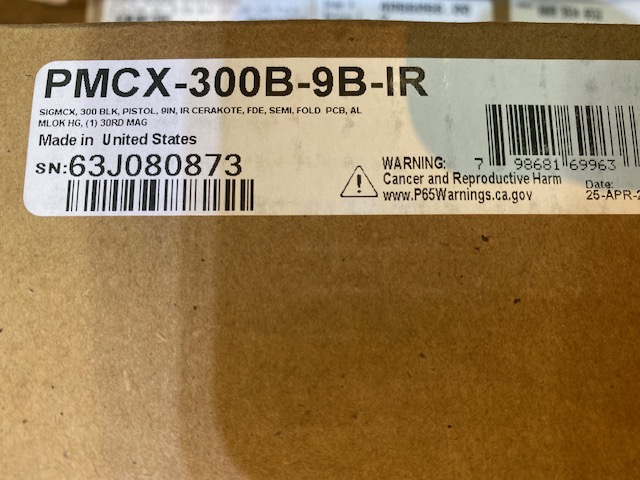 PMCX-300B-9B-IR
SIGMCX, 300 BLK, PISTOL, 9IN, IR CERAKOTE, FDE, SEMI, FOLD PCB, AL
MLOK HG, (1) 30RD MAG
Made in United States
SN:63J080873
WARNING:
Cancer and Reproductive Harm
www.P65Warnings.ca.gov
7 98681 69963
Date:
25-APR-2